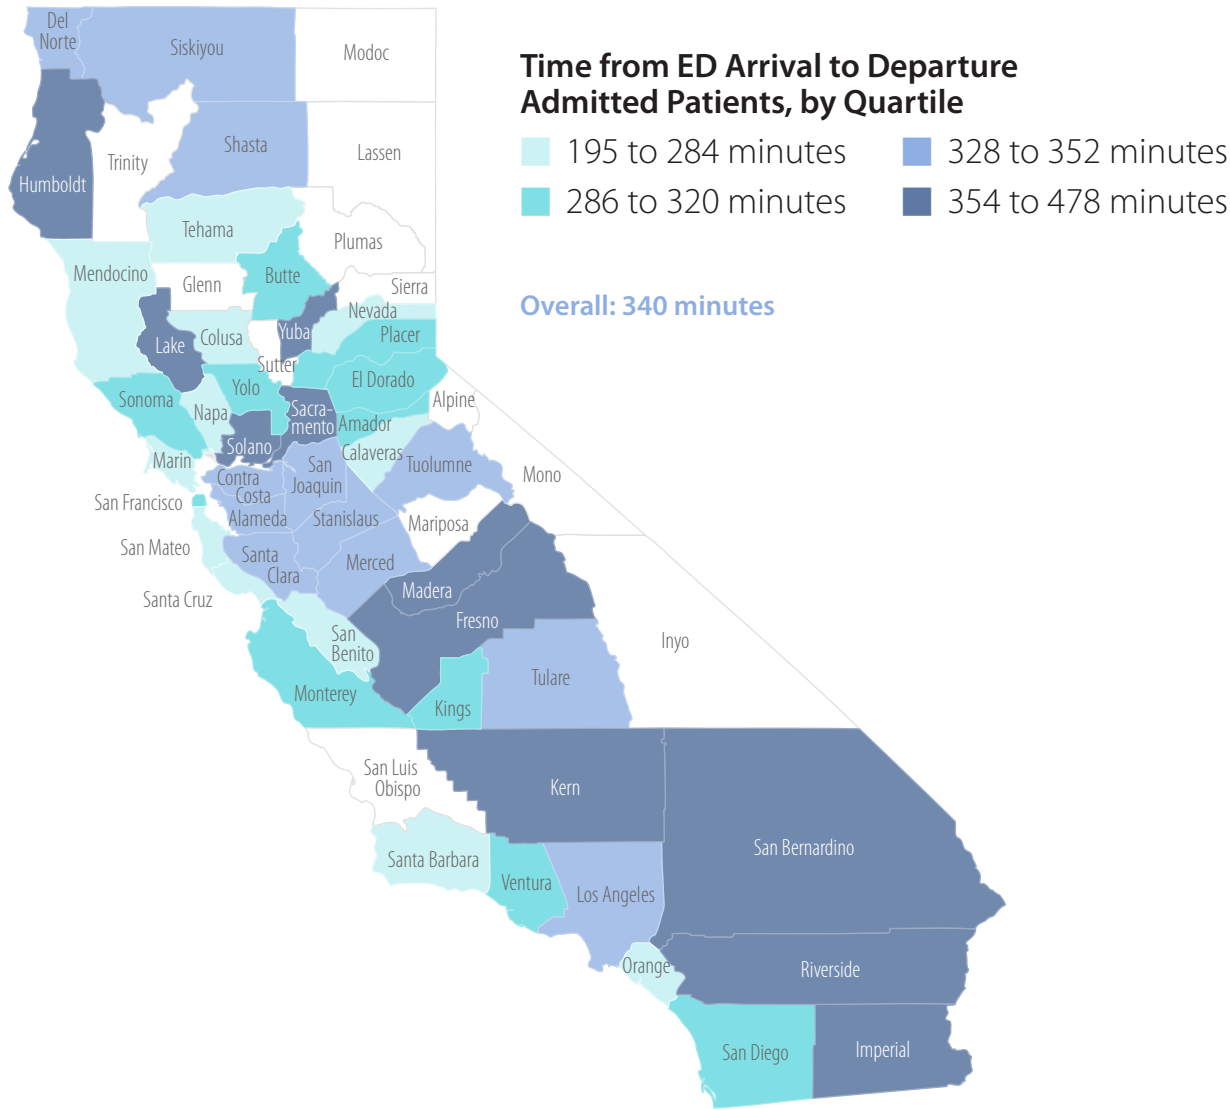 Time from ED Arrival to Departure
Admitted Patients, by Quartile
195 to 284 minutes
328 to 352 minutes
286 to 320 minutes
354 to 478 minutes
Overall: 340 minutes
Del
Norte
Siskiyou
Modoc
Shasta
Lassen
Trinity
Humboldt
Tehama
Plumas
Mendocino
Butte
Glenn
Sierra
Nevada
Yuba
Placer
Colusa
Lake
Sutter
El Dorado
Yolo
Sonoma
Alpine
Napa
Sacra-
mento
Amador
Solano
Calaveras
Marin
Tuolumne
San
Joaquin
Contra
Costa
Mono
San Francisco
Alameda
Stanislaus
Mariposa
San Mateo
Santa
Clara
Merced
Madera
Santa Cruz
Fresno
San
Benito
Inyo
Tulare
Monterey
Kings
San Luis
Obispo
Kern
San Bernardino
Santa Barbara
Ventura
Los Angeles
Orange
Riverside
San Diego
Imperial